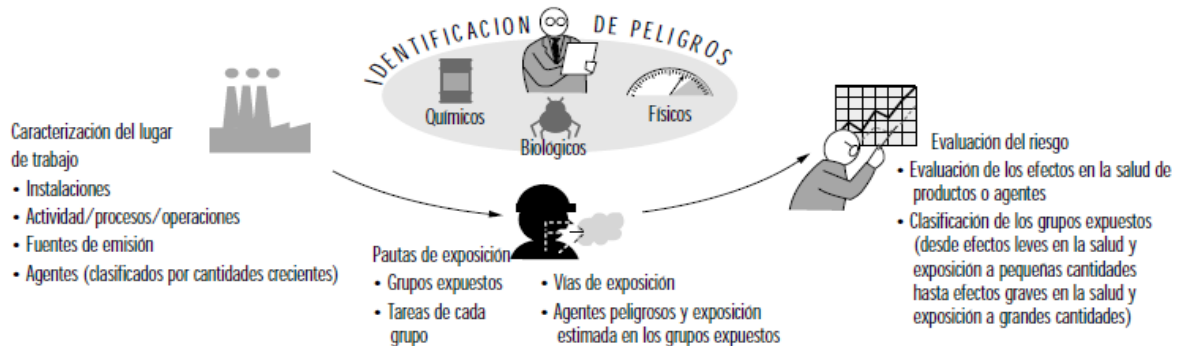 IDENTIFICACION DE PELIGROS
Químicos
Biológicos
Físicos
Caracterización del lugar
de trabajo
• Instalaciones
• Actividad/procesos/operaciones
• Fuentes de emisión
• Agentes (clasificados por cantidades crecientes)
Pautas de exposición
• Grupos expuestos
• Tareas de cada
grupo
• Vías de exposición
• Agentes peligrosos y exposición
estimada en los grupos expuestos
Evaluación del riesgo
• Evaluación de los efectos en la salud de
productos o agentes
• Clasificación de los grupos expuestos
(desde efectos leves en la salud y
exposición a pequeñas cantidades
hasta efectos graves en la salud y
exposición a grandes cantidades)